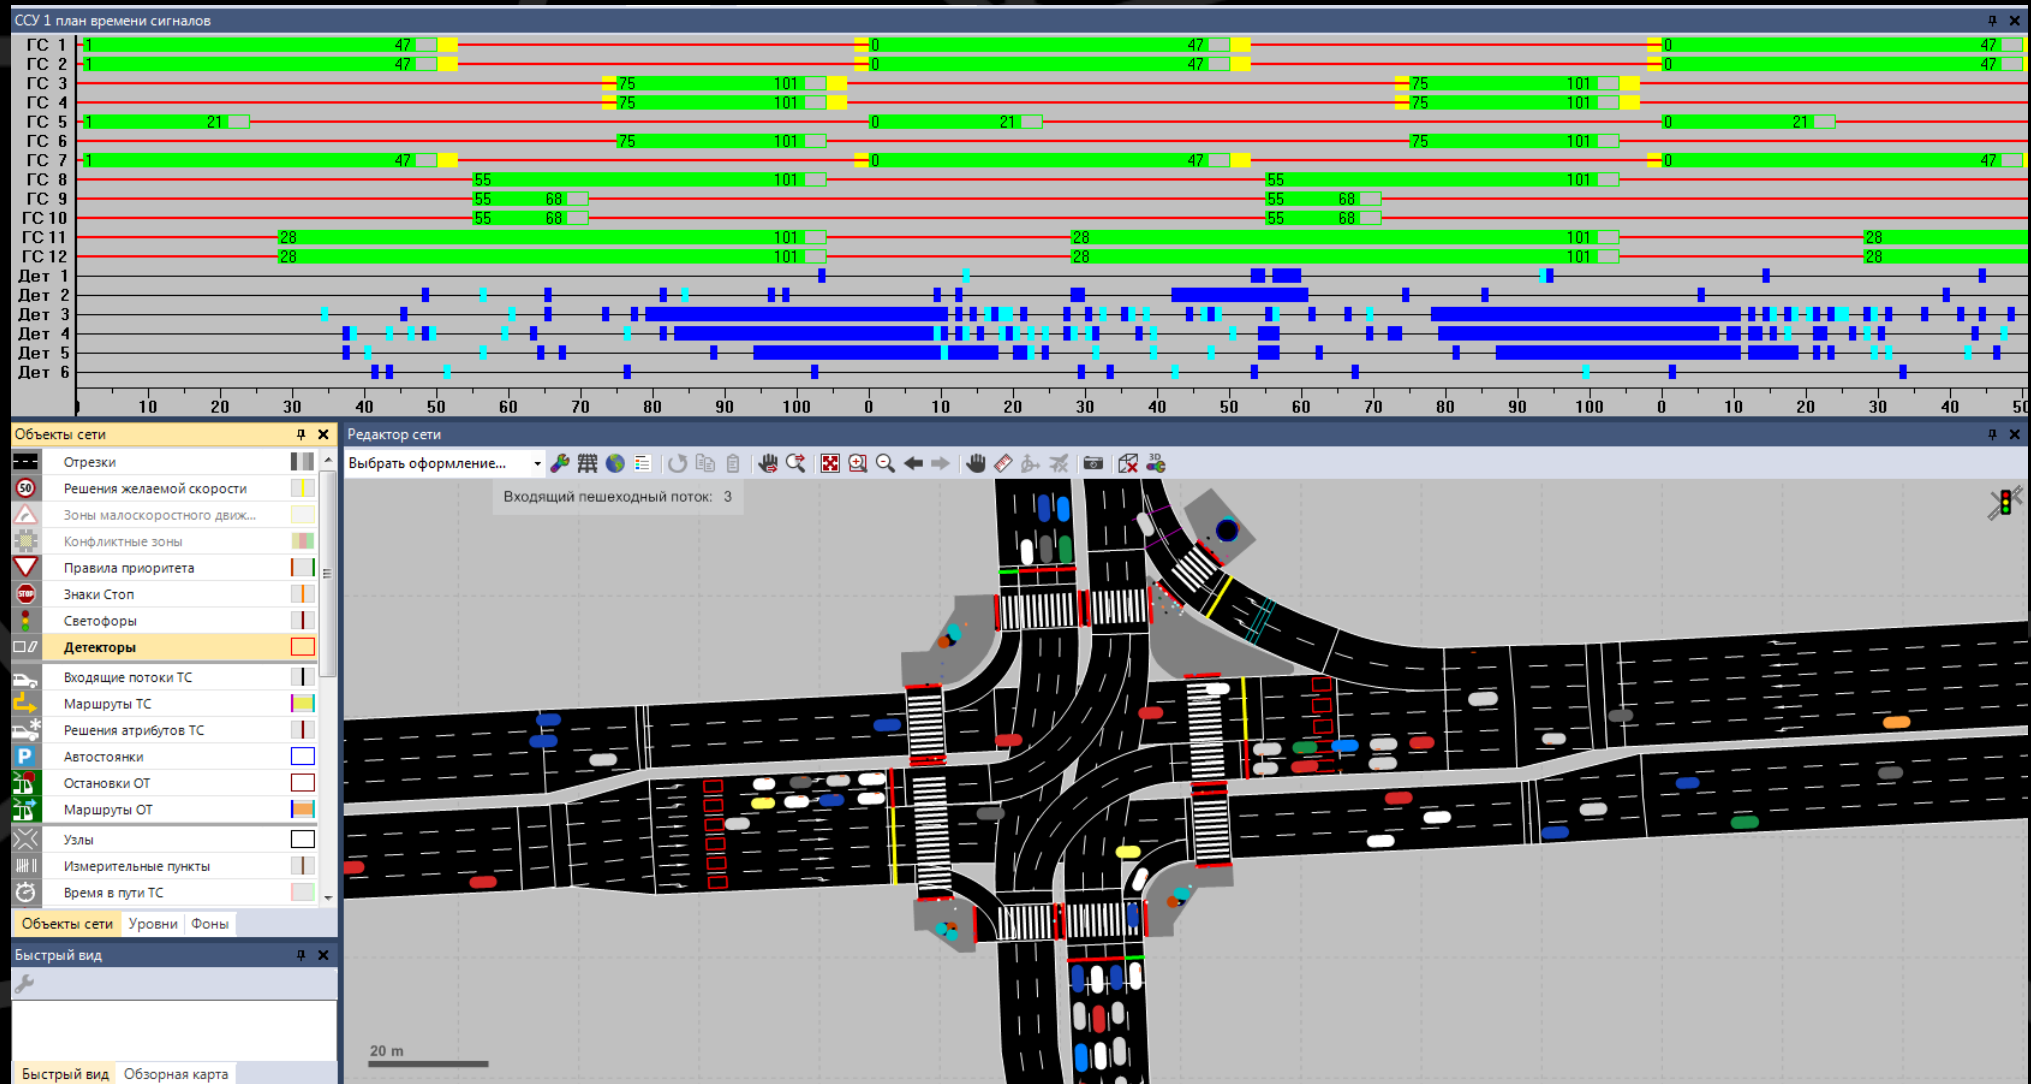 ССУ 1 план времени сигналов
ГС 1 1 47 0 47 0 47
ГС 2 1 47 0 47 0 47
ГС 3 75 101 75 101
ГС 4 75 101 75 101
ГС 5 1 21 0 21 0 21
ГС 6 75 101 75 101
ГС 7 1 47 0 47 0 47
ГС 8 55 101 55 101
ГС 9 55 68 55 68
ГС 10 55 68 55 68
ГС 11 28 101 28 101 28
ГС 12 28 101 28 101 28
Дет 1
Дет 2
Дет 3
Дет 4
Дет 5
Дет 6
10 20 30 40 50 60 70 80 90 100 0 10 20 30 40 50 60 70 80 90 100 0 10 20 30 40 50
Объекты сети
Отрезки
50 Решения желаемой скорости
Зоны малоскоростного движ...
Конфликтные зоны
Правила приоритета
STOP Знаки Стоп
Светофоры
Детекторы
Входящие потоки ТС
Маршруты ТС
Решения атрибутов ТС
P Автостоянки
Остановки ОТ
Маршруты ОТ
Узлы
Измерительные пункты
Время в пути ТС
Объекты сети Уровни Фоны
Быстрый вид
Быстрый вид Обзорная карта
Редактор сети
Выбрать оформление... 3D
Входящий пешеходный поток: 3
20 m